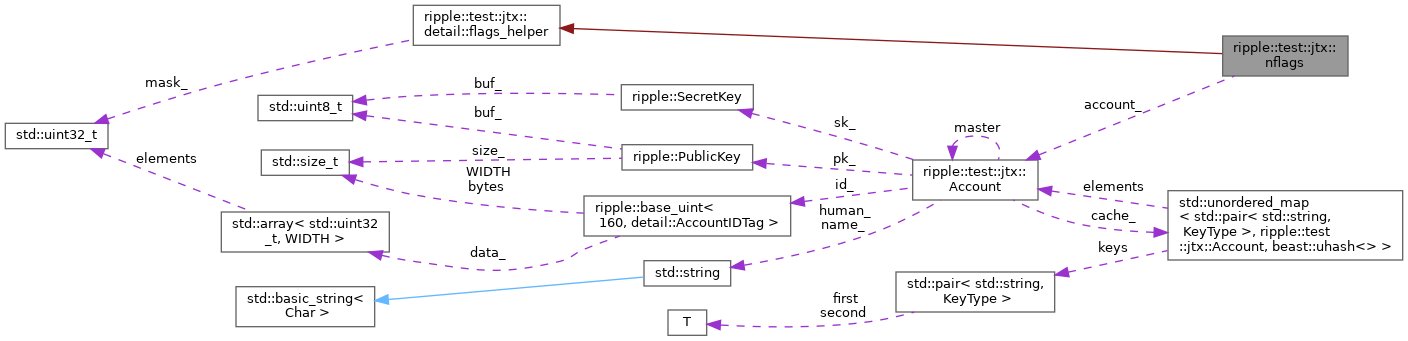 ripple::test::jtx::
detail::flags_helper
ripple::test::jtx::
nflags
mask_
buf_
ripple::SecretKey
std::uint8_t
account_
buf_
sk_
master
std::uint32_t
size_
ripple::PublicKey
elements
std::size_t
pk_
ripple::test::jtx::
Account
WIDTH
bytes
id_
elements
ripple::base_uint<
160, detail::AccountIDTag >
human_
name_
cache_
std::unordered_map
< std::pair< std::string,
KeyType >, ripple::test
::jtx::Account, beast::uhash<> >
std::array< std::uint32
_t, WIDTH >
data_
keys
std::string
std::pair< std::string,
KeyType >
std::basic_string<
Char >
first
second
T